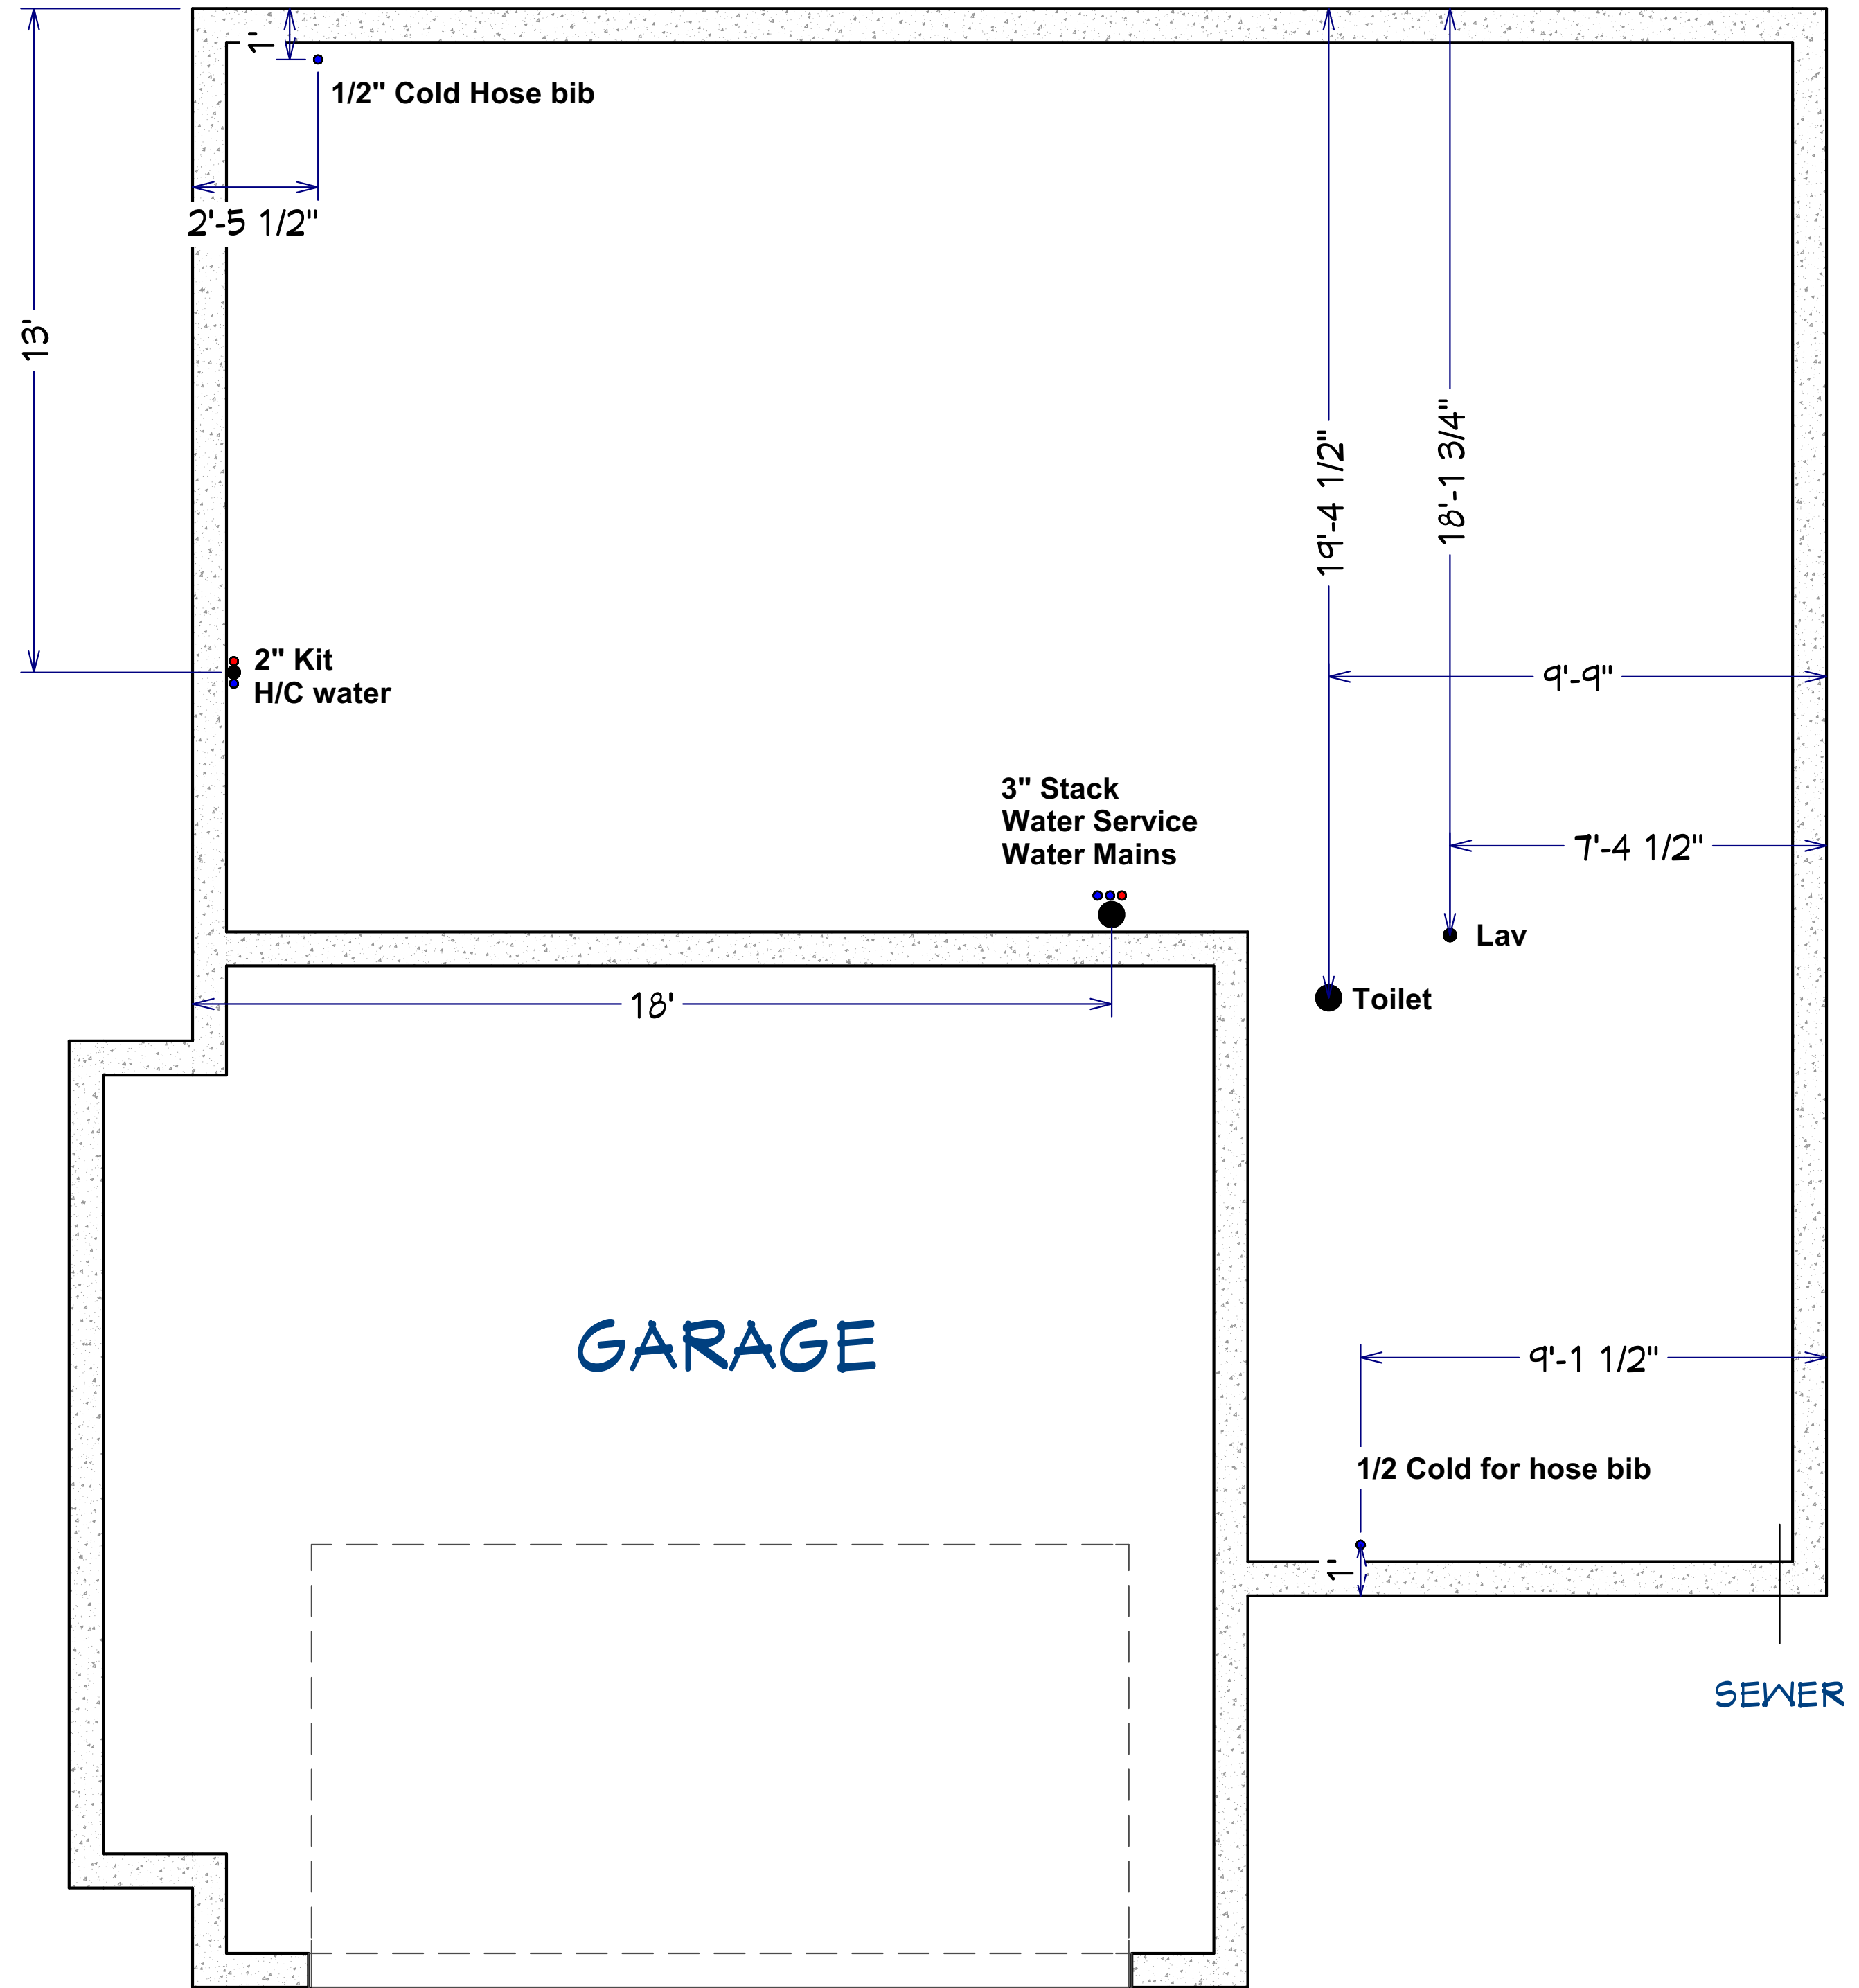 1'
1/2" Cold Hose bib
2'-5 1/2"
13'
19'-4 1/2"
18'-1 3/4"
2" Kit
H/C water
9'-9"
3" Stack
Water Service
Water Mains
7'-4 1/2"
Lav
Toilet
18'
GARAGE
9'-1 1/2"
1/2 Cold for hose bib
1'
SEWER